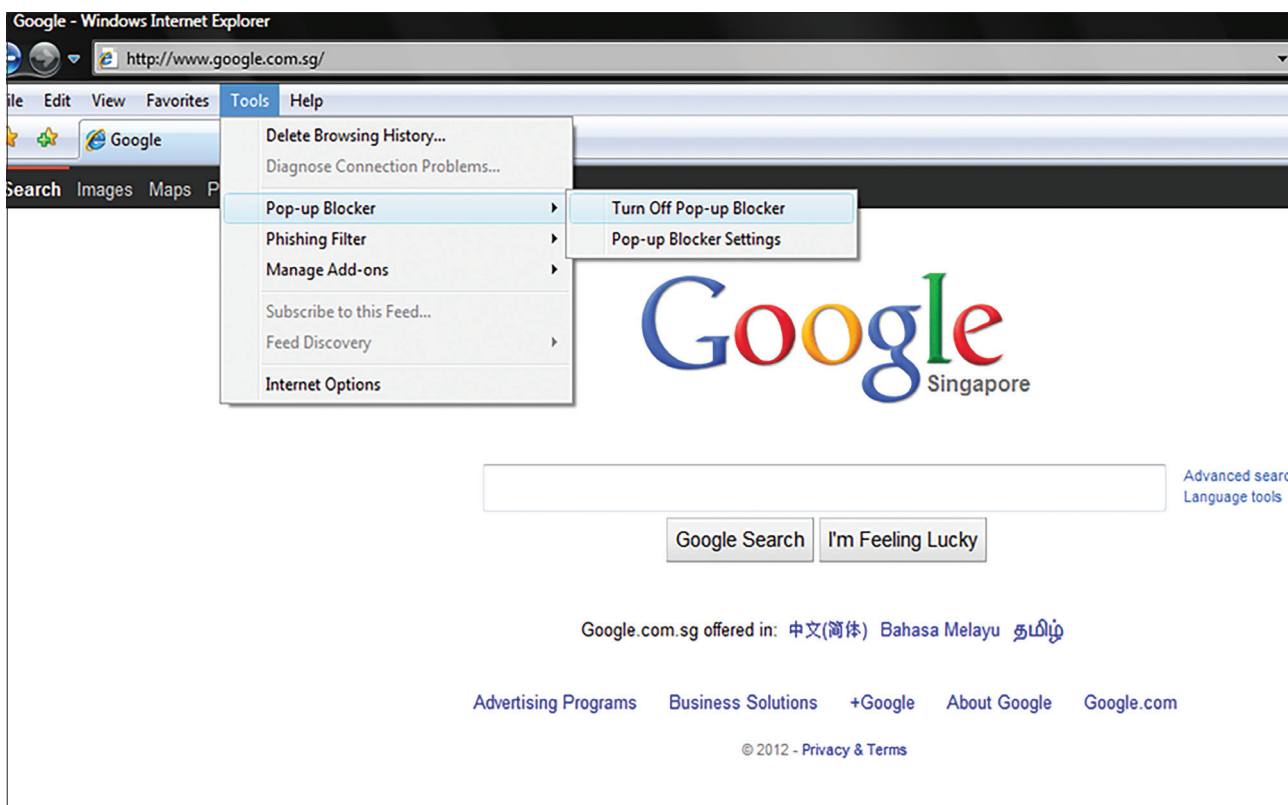 Google - Windows Internet Explorer
http://www.google.com.sg/
ile Edit View Favorites Tools Help
Google
Search Images Maps P
Delete Browsing History...
Diagnose Connection Problems...
Pop-up Blocker
Phishing Filter
Manage Add-ons
Subscribe to this Feed...
Feed Discovery
Internet Options
Turn Off Pop-up Blocker
Pop-up Blocker Settings
Google
Singapore
Advanced searc
Language tools
Google Search I'm Feeling Lucky
Google.com.sg offered in: 中文(简体) Bahasa Melayu தமிழ்
Advertising Programs Business Solutions +Google About Google Google.com
© 2012 - Privacy & Terms